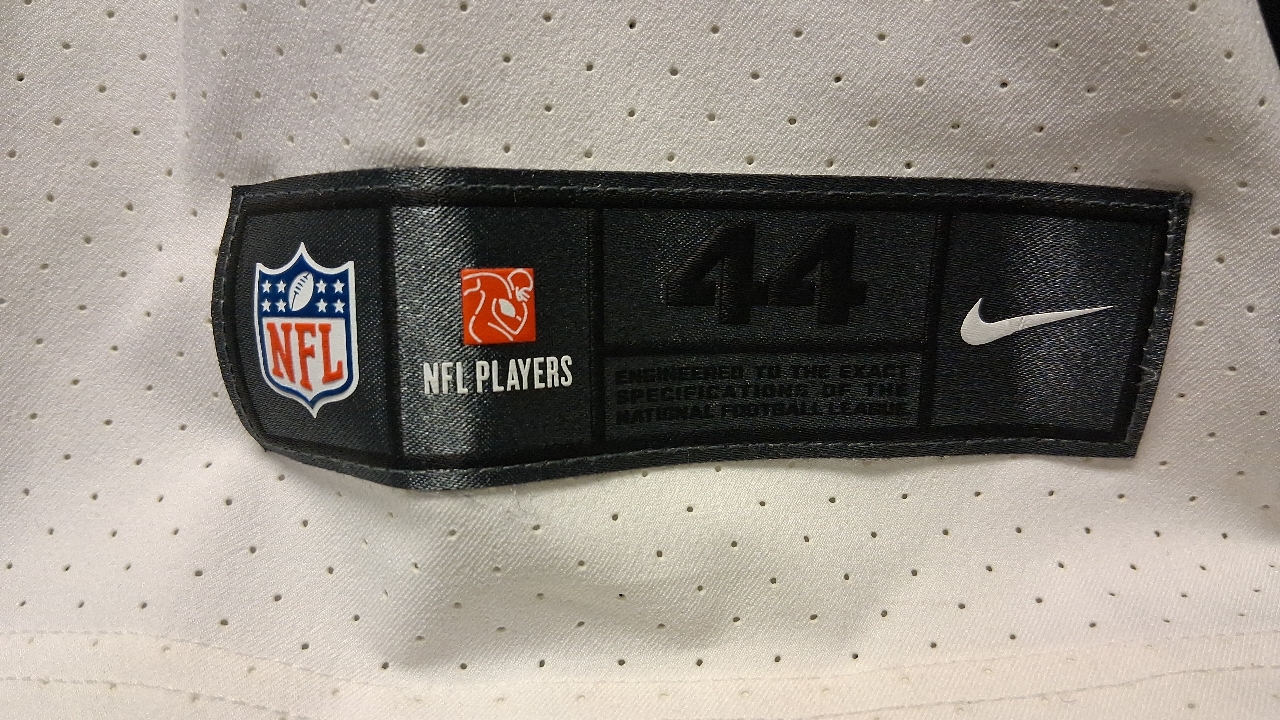 NFL
NFL PLAYERS
44
ENGINEERED TO THE EXACT
SPECIFICATIONS OF THE
NATIONAL FOOTBALL LEAGUE